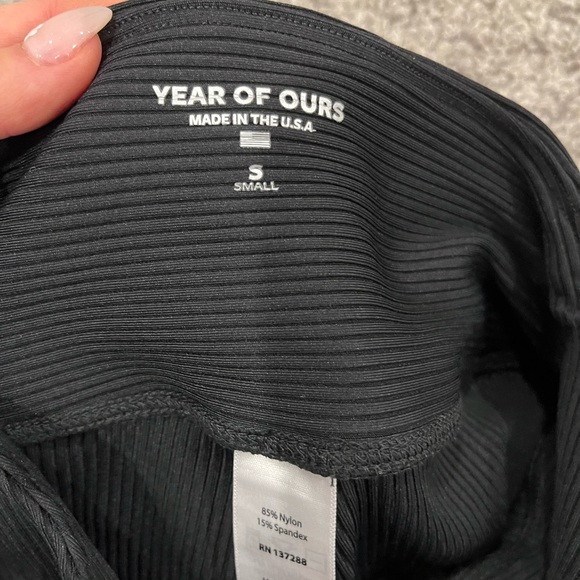 YEAR OF OURS
MADE IN THE U.S.A.
S
SMALL
85% Nylon
15% Spandex
RN 137288